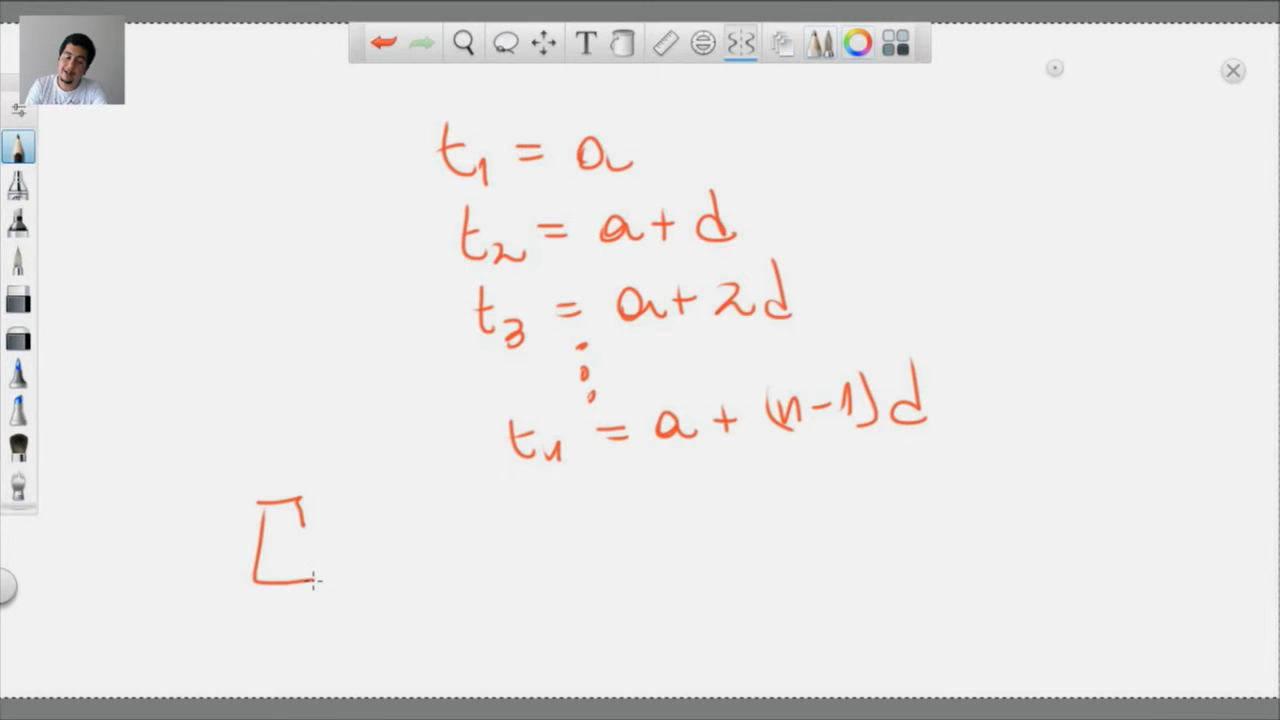 t₁ = a
t₂ = a + d
t₃ = a + 2d
⋮
tₙ = a + (n-1)d